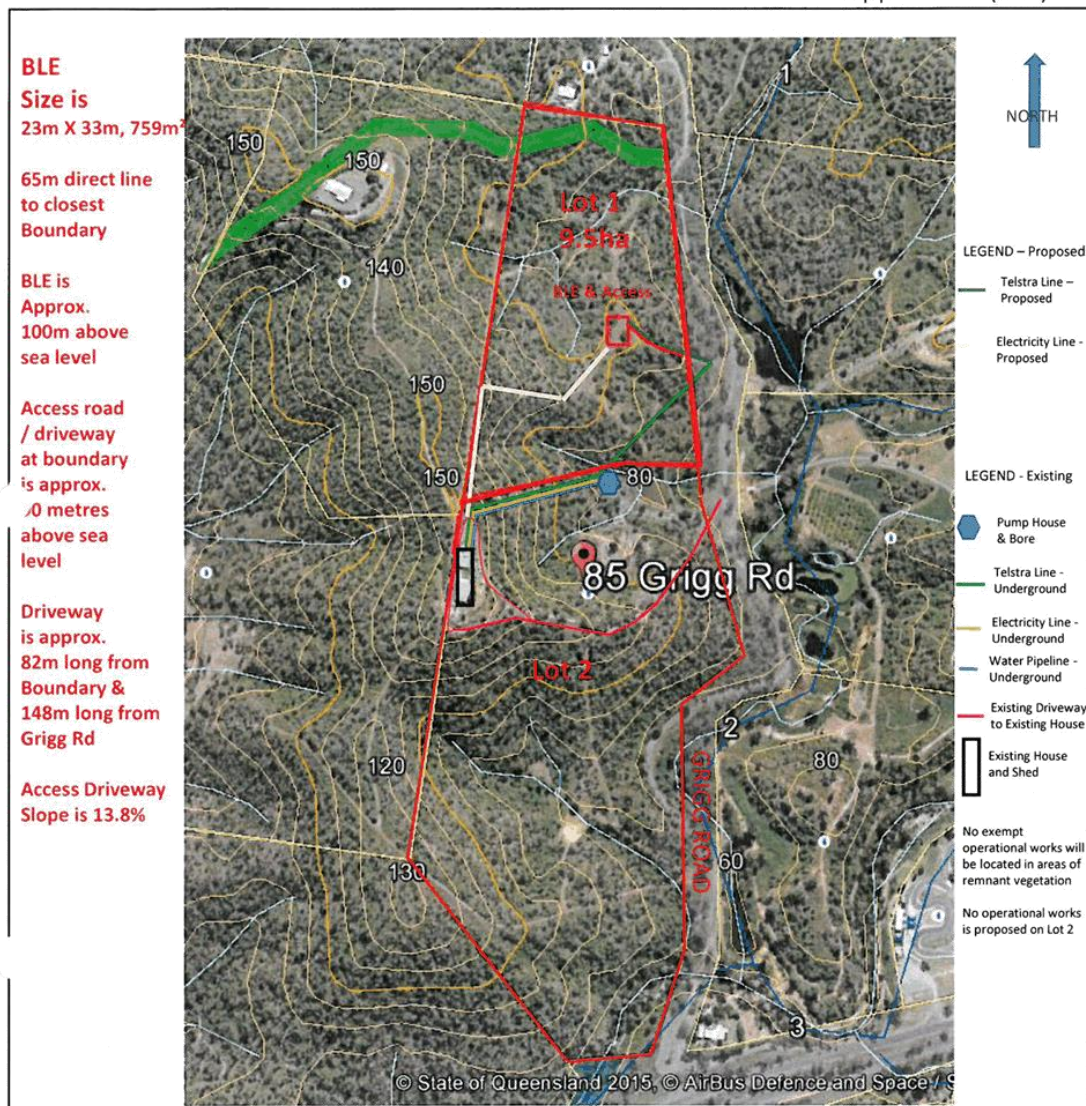 BLE
Size is
23m X 33m, 759m²
65m direct line
to closest
Boundary
BLE is
Approx.
100m above
sea level
Access road
/ driveway
at boundary
is approx.
0 metres
above sea
level
Driveway
is approx.
82m long from
Boundary &
148m long from
Grigg Rd
Access Driveway
Slope is 13.8%
1
150
150
Lot 1
9.5ha
140
BLE & Access
150
150
80
85 Grigg Rd
Lot 2
2
120
80
GRIGG ROAD
60
130
3
© State of Queensland 2015, © AirBus Defence and Space / S
NORTH
LEGEND – Proposed
Telstra Line –
Proposed
Electricity Line -
Proposed
LEGEND - Existing
Pump House
& Bore
Telstra Line -
Underground
Electricity Line -
Underground
Water Pipeline -
Underground
Existing Driveway
to Existing House
Existing House
and Shed
No exempt
operational works will
be located in areas of
remnant vegetation
No operational works
is proposed on Lot 2